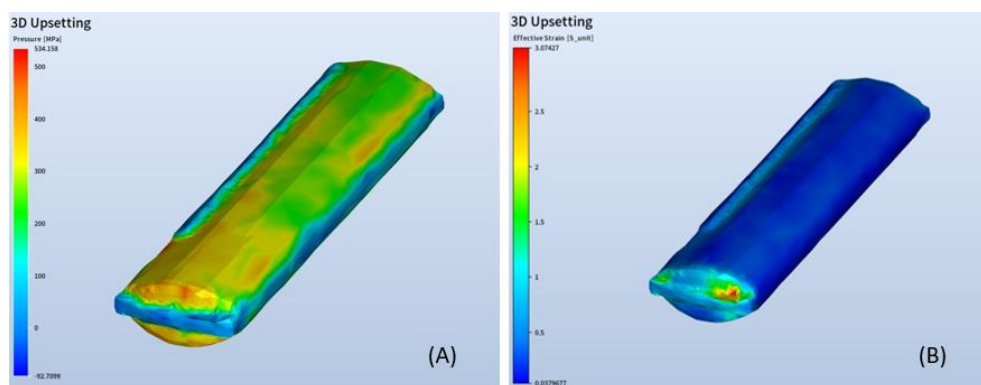 3D Upsetting
Pressure [MPa]
534.158
500
400
300
200
100
0
-92.7099
(A)
3D Upsetting
Effective Strain [S_unit]
3.07427
2.5
2
1.5
1
0.5
0.0379677
(B)